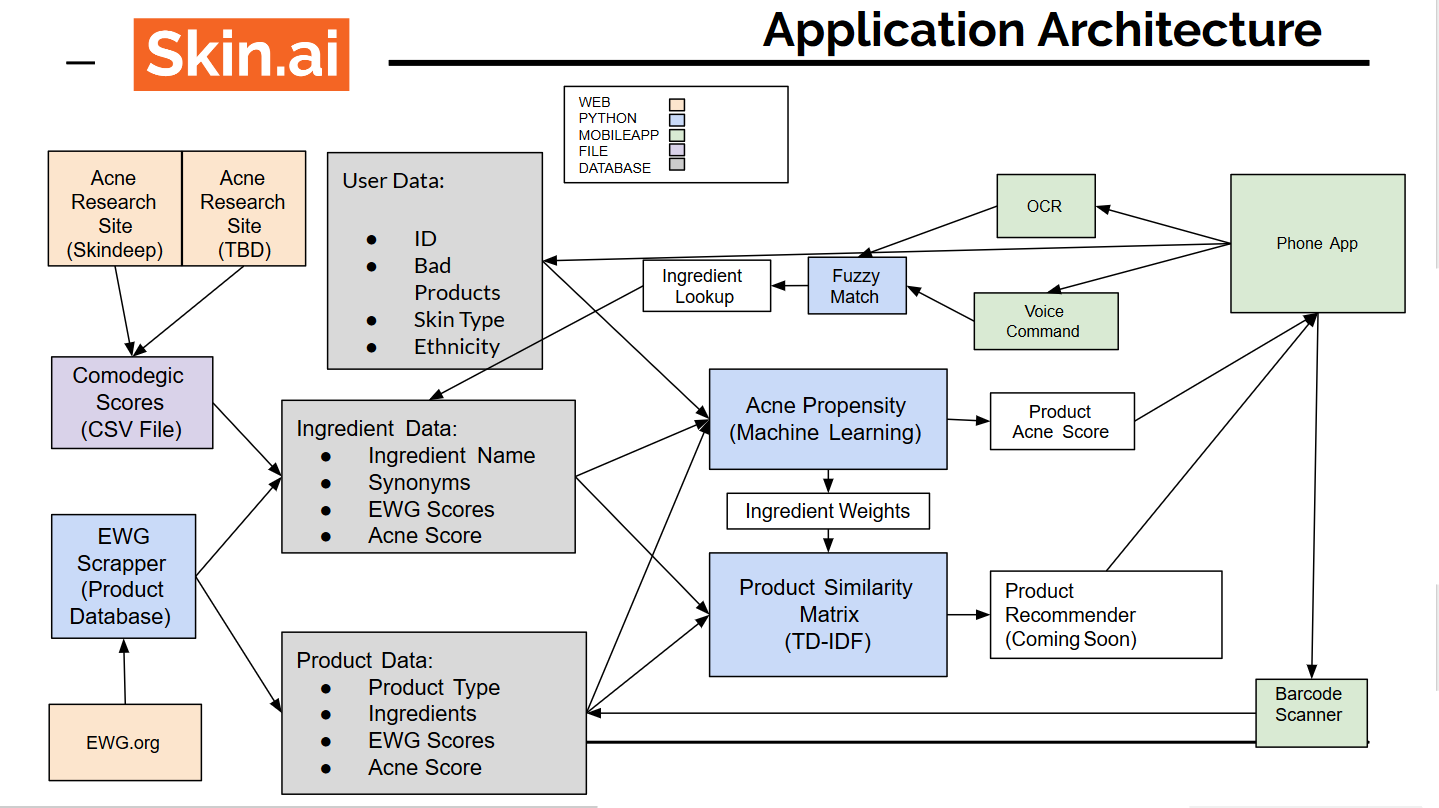 Skin.ai
Application Architecture
WEB
PYTHON
MOBILEAPP
FILE
DATABASE
Acne
Research
Site
(Skindeep)
Acne
Research
Site
(TBD)
User Data:
● ID
● Bad
Products
● Skin Type
● Ethnicity
OCR
Phone App
Ingredient
Lookup
Fuzzy
Match
Voice
Command
Comodegic
Scores
(CSV File)
Ingredient Data:
● Ingredient Name
● Synonyms
● EWG Scores
● Acne Score
Acne Propensity
(Machine Learning)
Product
Acne Score
Ingredient Weights
EWG
Scrapper
(Product
Database)
Product Similarity
Matrix
(TD-IDF)
Product
Recommender
(Coming Soon)
Product Data:
● Product Type
● Ingredients
● EWG Scores
● Acne Score
Barcode
Scanner
EWG.org